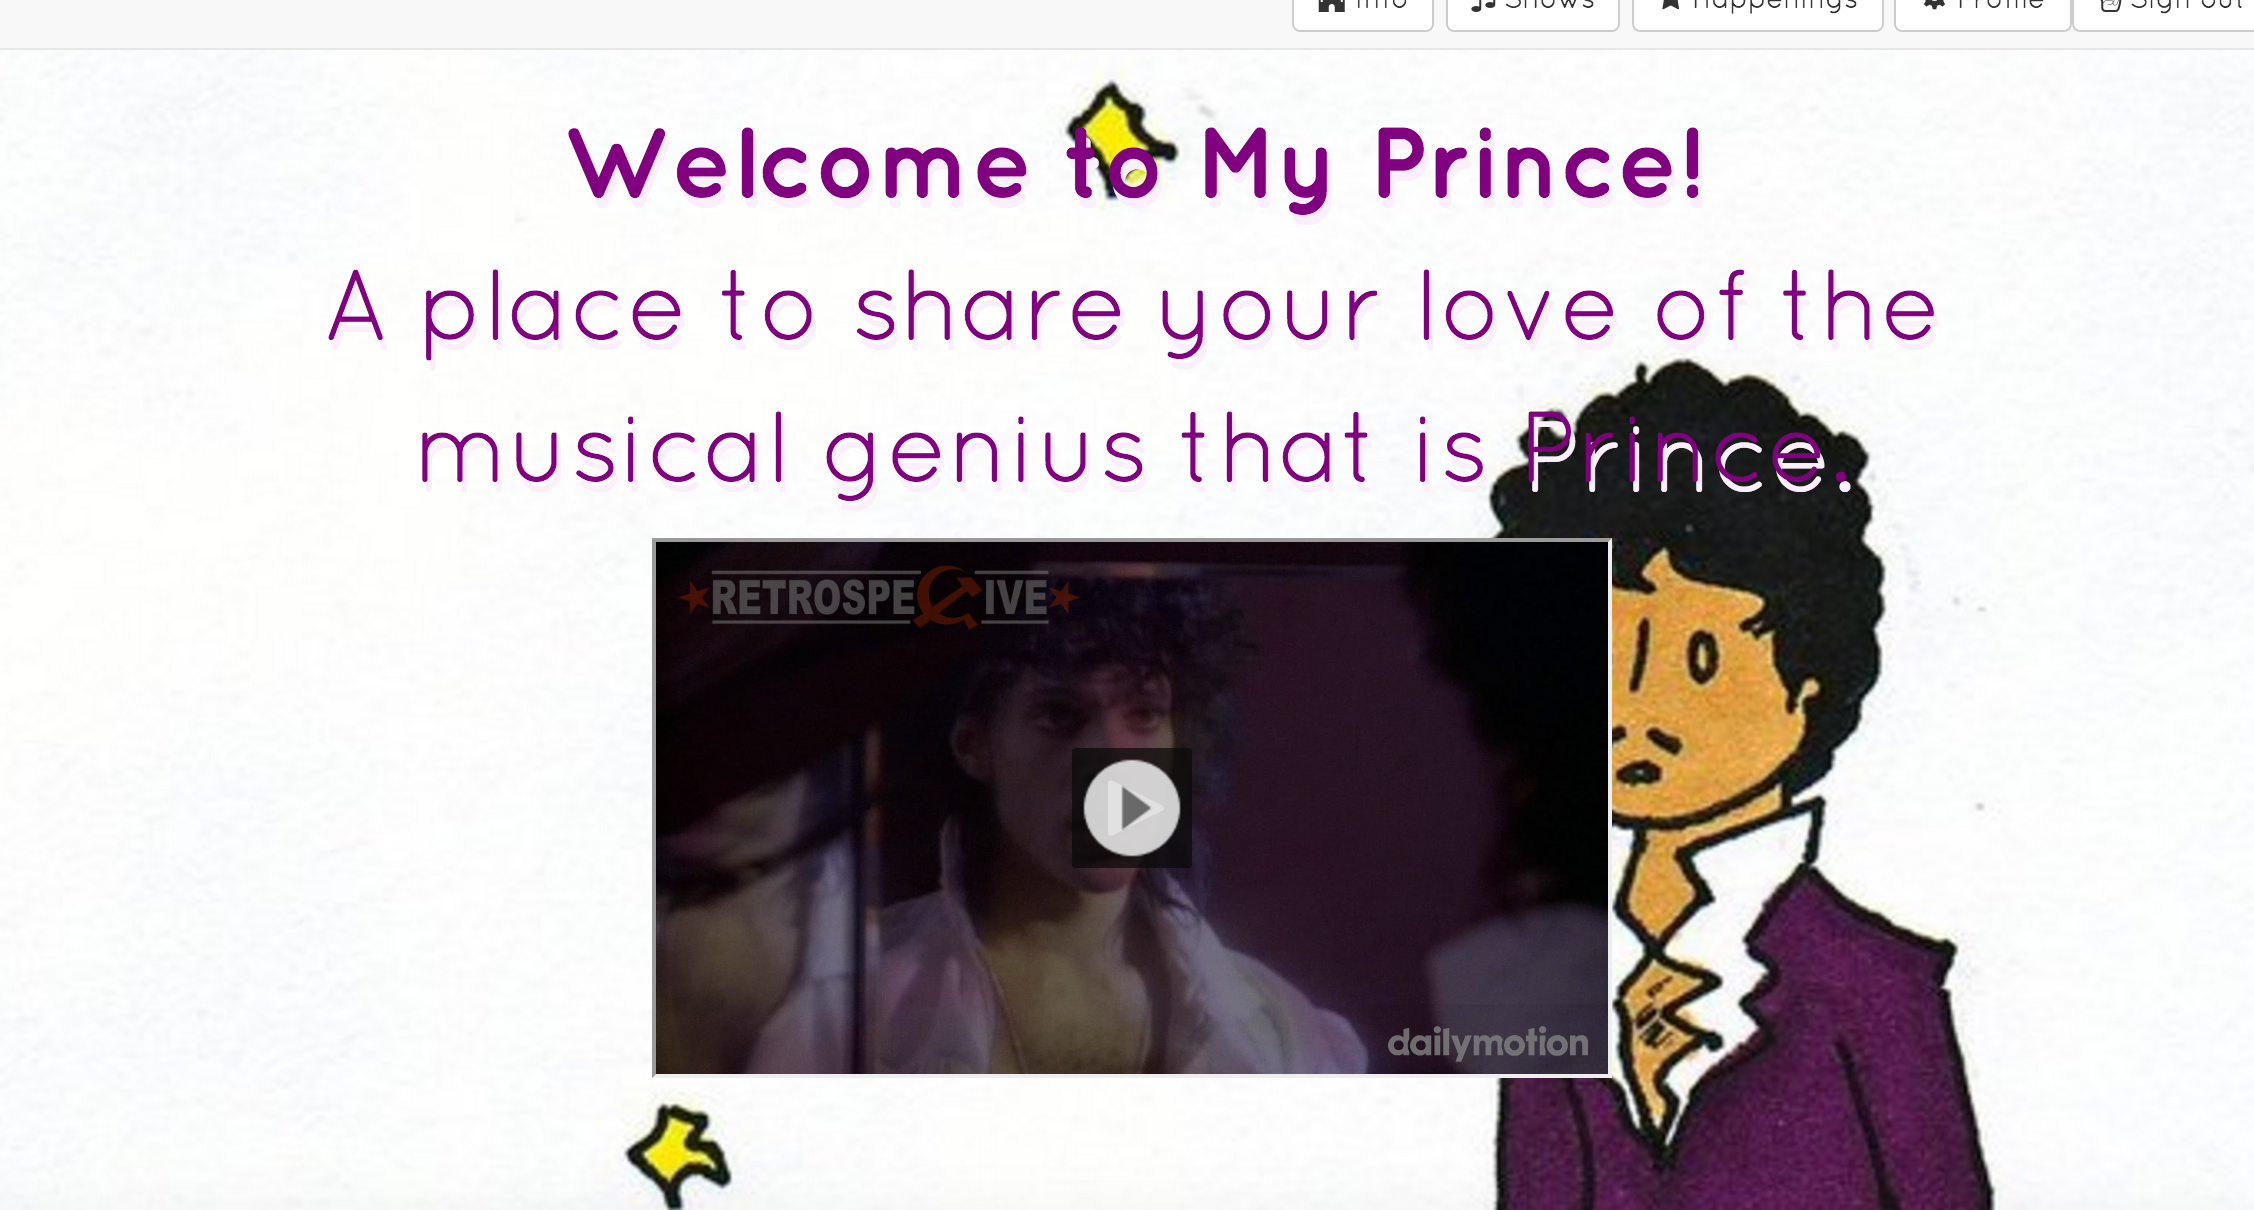 Info Shows Happenings Profile Sign out
Welcome to My Prince!
A place to share your love of the
musical genius that is Prince.
RETROSPECIVE
dailymotion